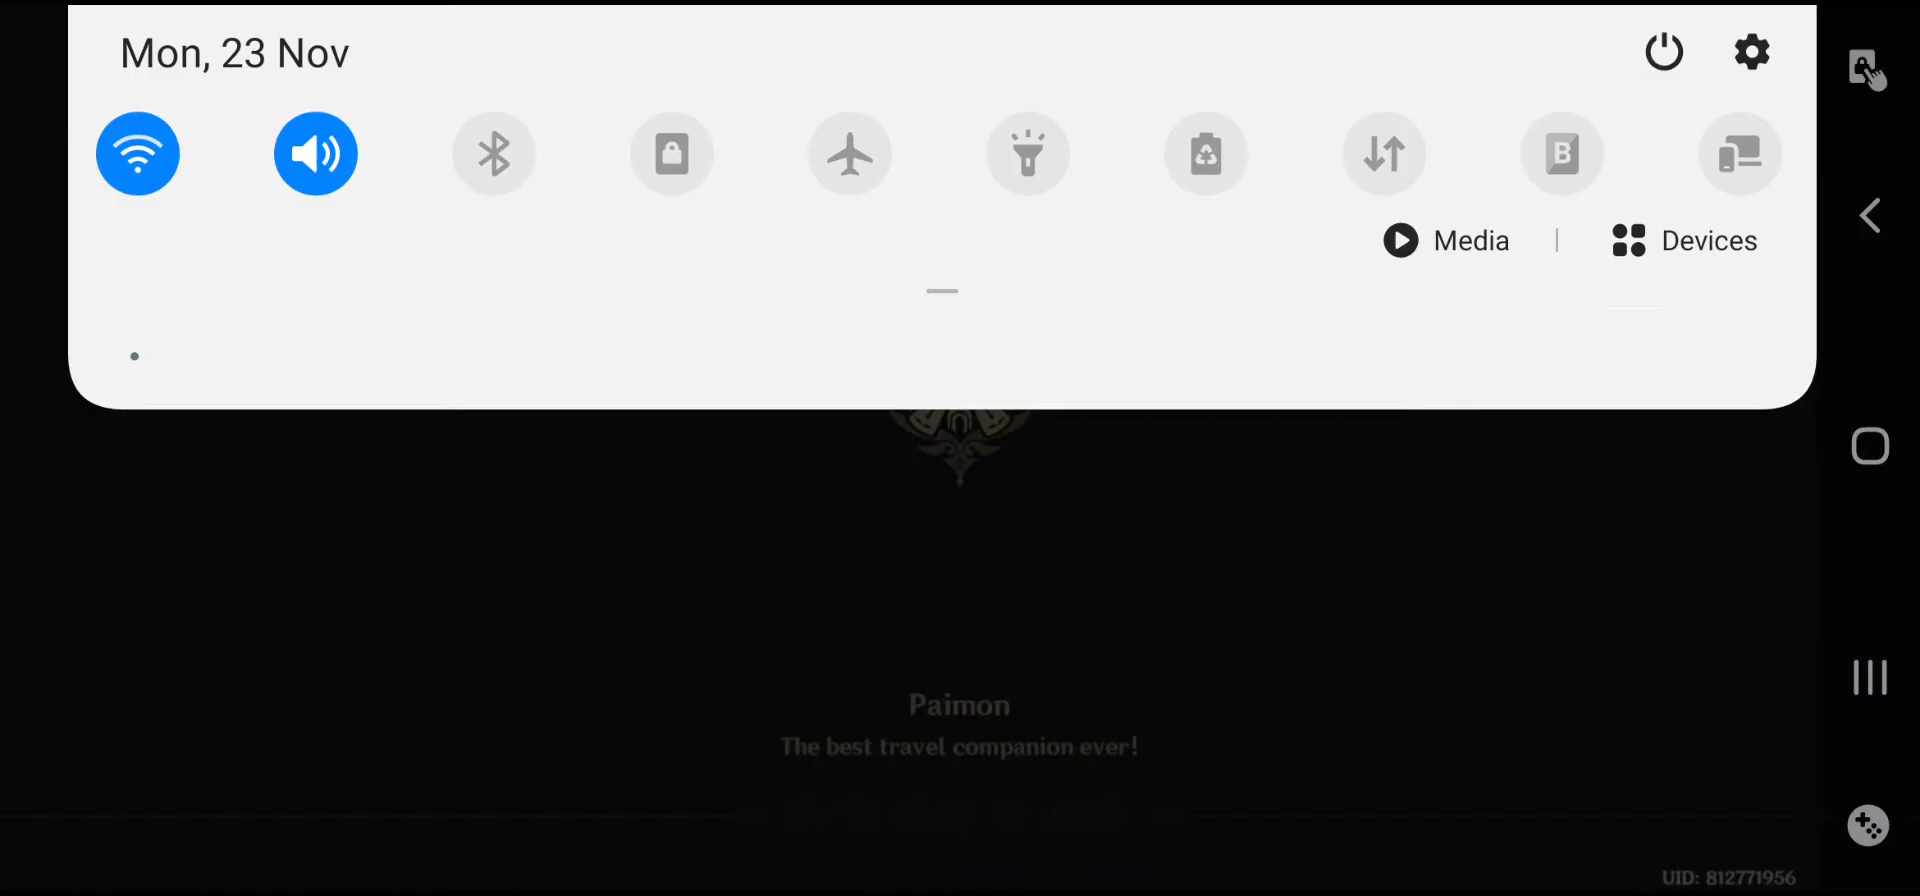 Mon, 23 Nov
B
Media | Devices
Paimon
The best travel companion ever!
UID: 812771956